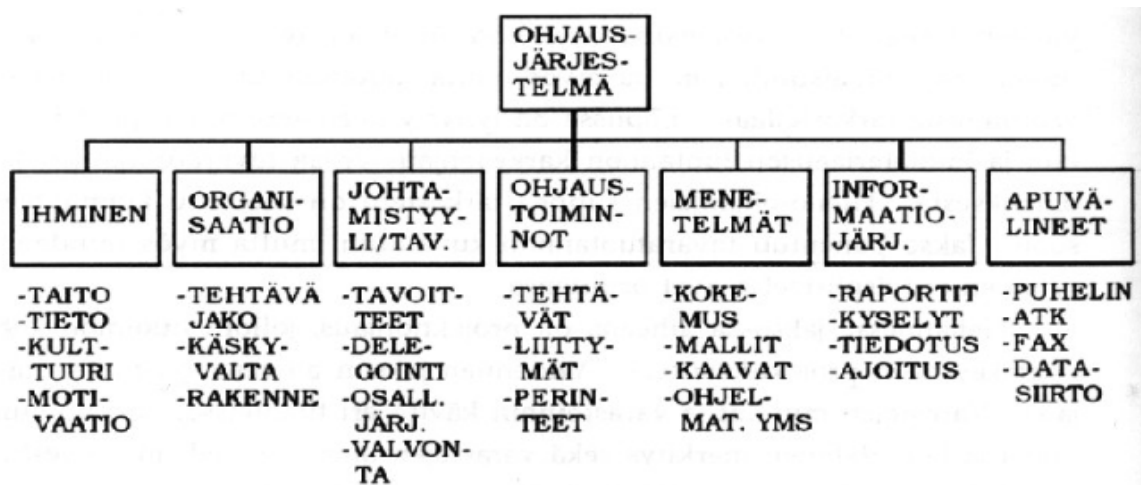 OHJAUS-
JÄRJES-
TELMÄ
IHMINEN
-TAITO
-TIETO
-KULT-
TUURI
-MOTI-
VAATIO
ORGANI-
SAATIO
-TEHTÄVÄ
JAKO
-KÄSKY-
VALTA
-RAKENNE
JOHTA-
MISTYY-
LI/TAV.
-TAVOIT-
TEET
-DELE-
GOINTI
-OSALL.
JÄRJ.
-VALVON-
TA
OHJAUS-
TOIMIN-
NOT
-TEHTÄ-
VÄT
-LIITTY-
MÄT
-PERIN-
TEET
MENE-
TELMÄT
-KOKE-
MUS
-MALLIT
-KAAVAT
-OHJEL-
MAT. YMS
INFOR-
MAATIO-
JÄRJ.
-RAPORTIT
-KYSELYT
-TIEDOTUS
-AJOITUS
APUVÄ-
LINEET
-PUHELIN
-ATK
-FAX
-DATA-
SIIRTO